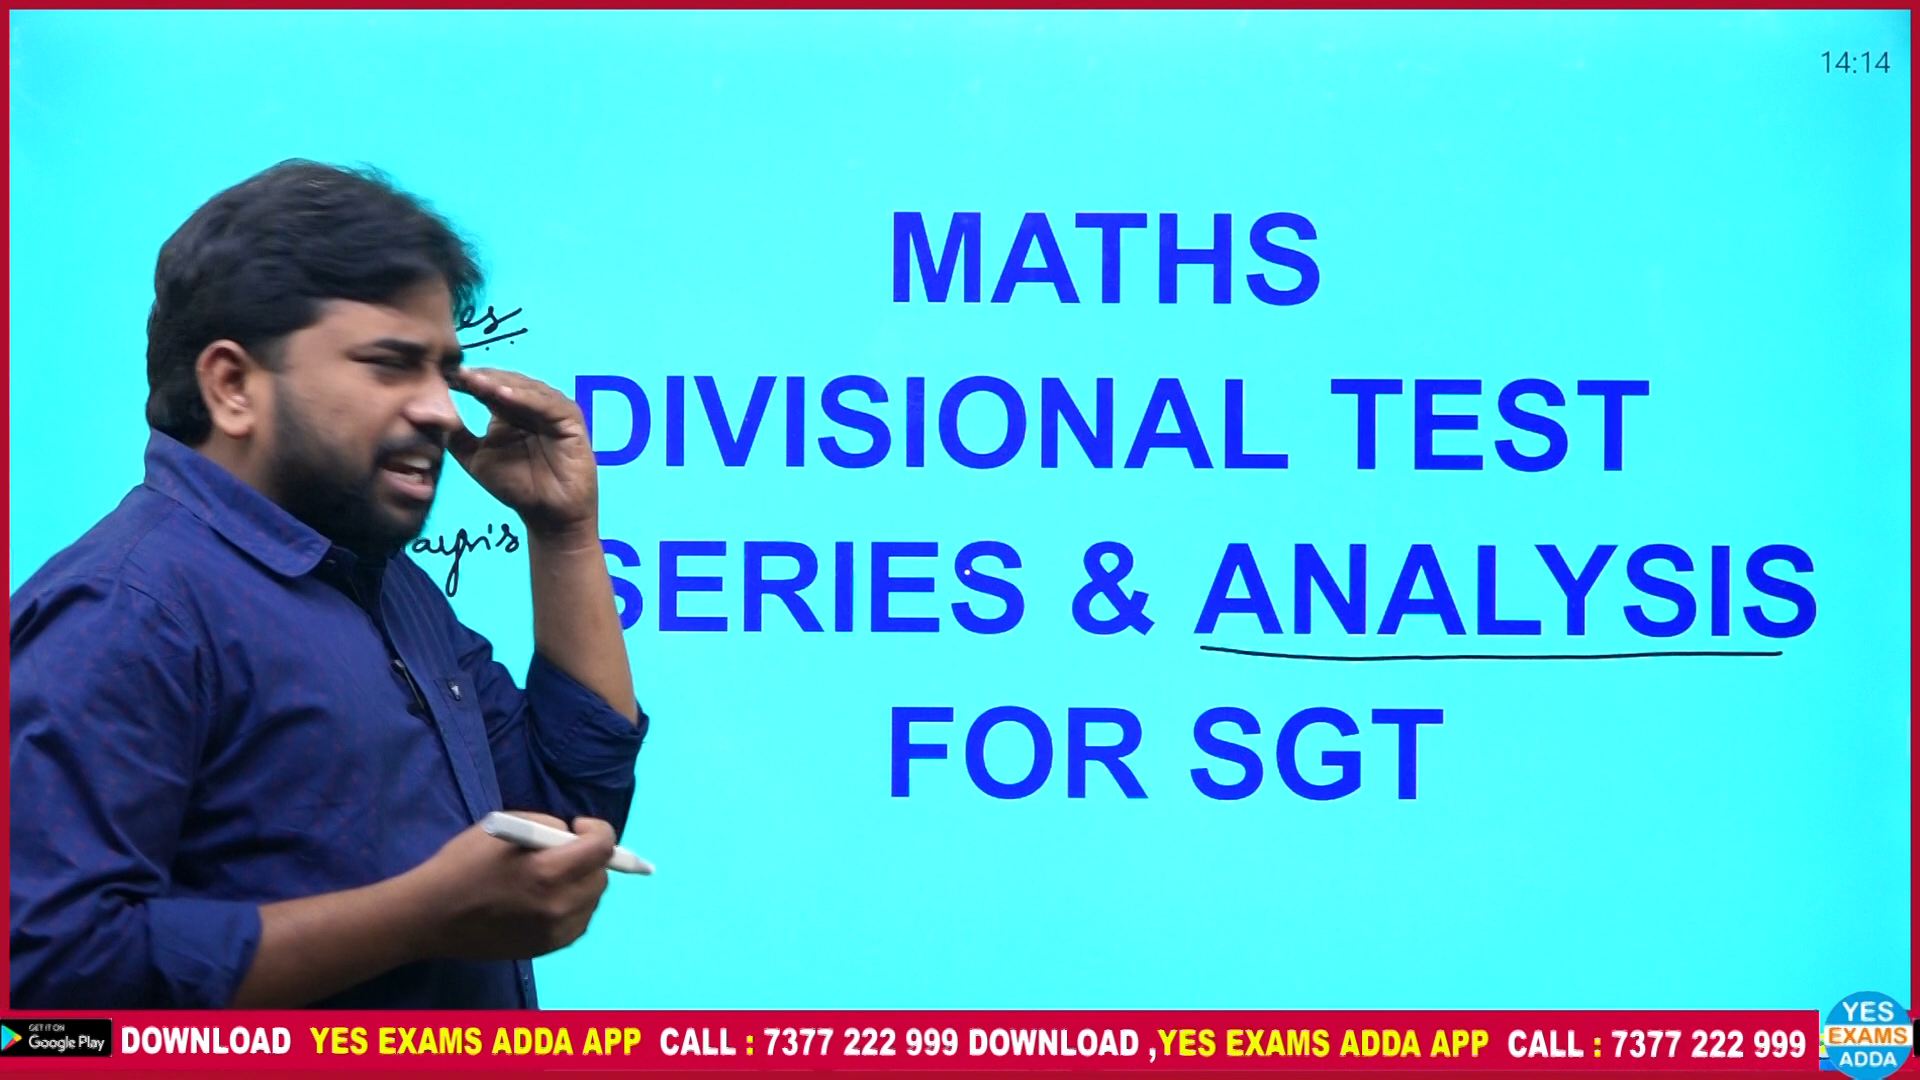 14:14
MATHS
DIVISIONAL TEST
SERIES & ANALYSIS
FOR SGT
GET IT ON
Google Play
DOWNLOAD YES EXAMS ADDA APP CALL : 7377 222 999 DOWNLOAD ,YES EXAMS ADDA APP CALL : 7377 222 999
YES
EXAMS
ADDA